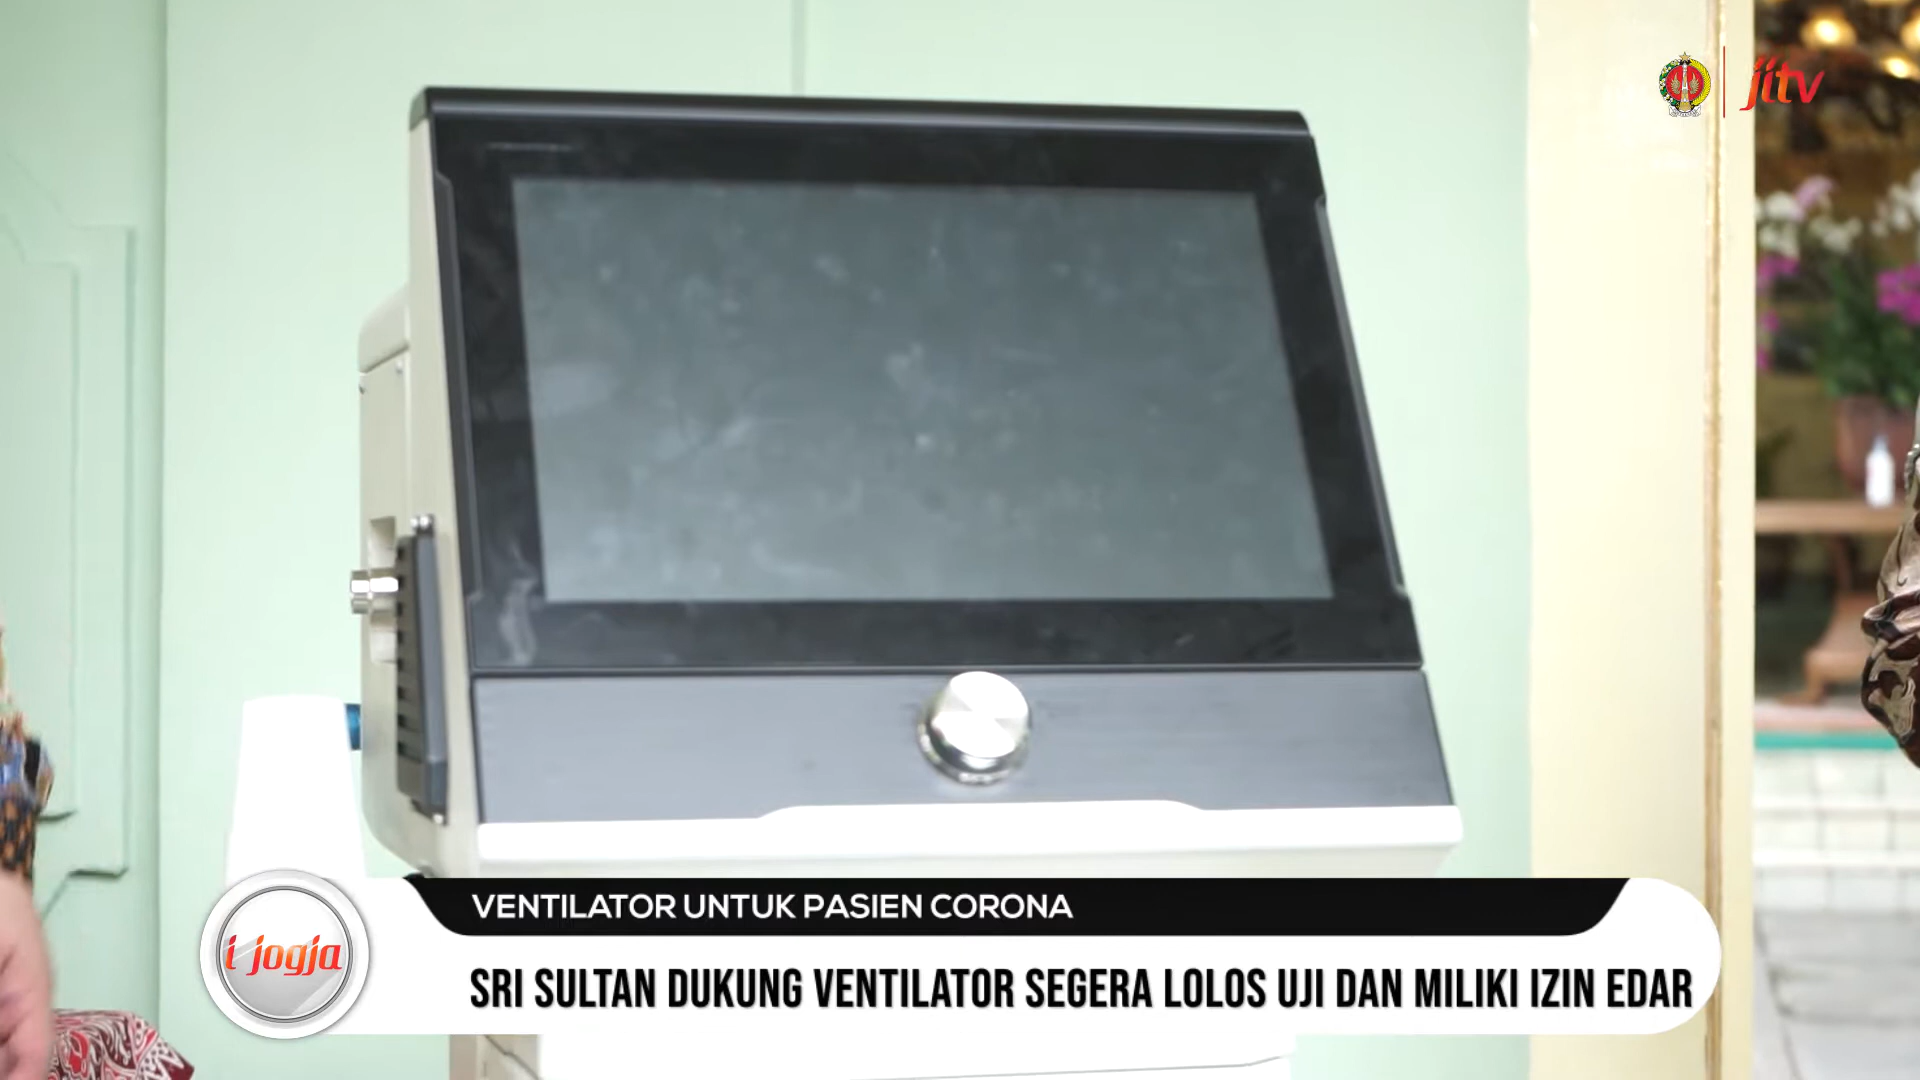 jitv
VENTILATOR UNTUK PASIEN CORONA
i jogja
SRI SULTAN DUKUNG VENTILATOR SEGERA LOLOS UJI DAN MILIKI IZIN EDAR